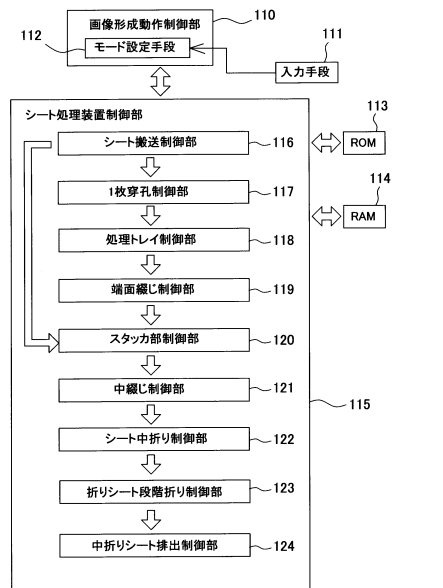 画像形成動作制御部
110
112
モード設定手段
111
入力手段
シート処理装置制御部
113
シート搬送制御部
116
ROM
114
1枚穿孔制御部
117
RAM
処理トレイ制御部
118
端面綴じ制御部
119
スタッカ部制御部
120
中綴じ制御部
121
115
シート中折り制御部
122
折りシート段階折り制御部
123
中折りシート排出制御部
124